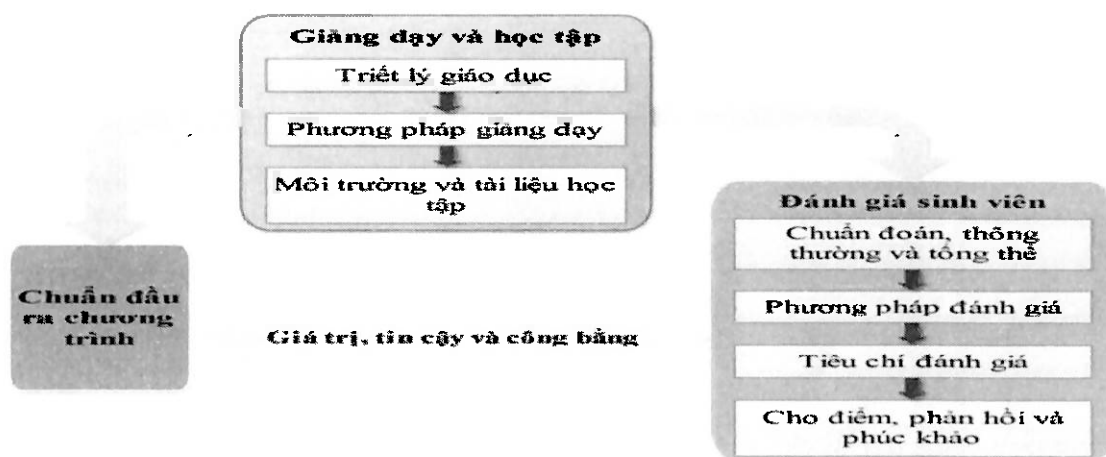 Giảng dạy và học tập
Triết lý giáo dục
Phương pháp giảng dạy
Môi trường và tài liệu học
tập
Đánh giá sinh viên
Chuẩn đoán, thông
thường và tổng thể
Phương pháp đánh giá
Tiêu chí đánh giá
Cho điểm, phản hồi và
phúc khảo
Chuẩn đầu
ra chương
trình
Giá trị, tin cậy và công bằng